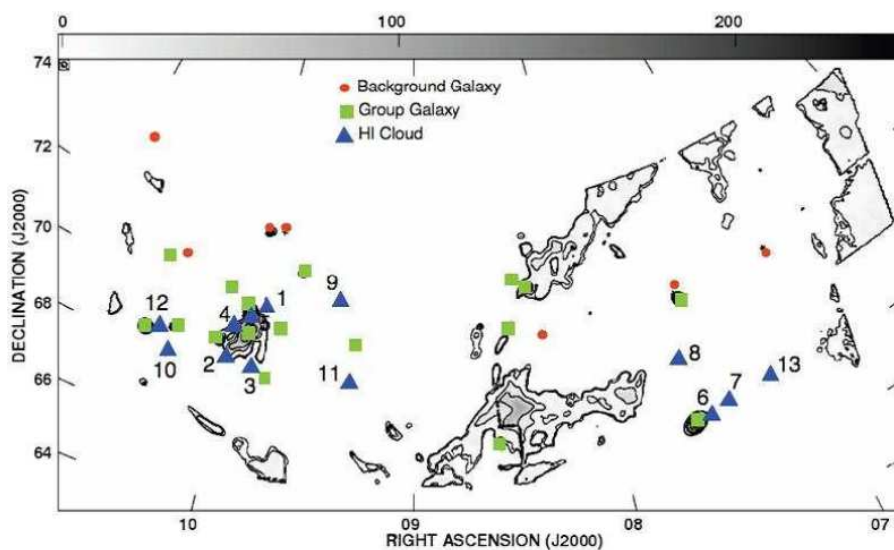 0 100 200
74
Background Galaxy
Group Galaxy
HI Cloud
72
70
68
66
64
DECLINATION (J2000)
9
12 4 1
10 2 3 11
8
13
7
6
10 09 08 07
RIGHT ASCENSION (J2000)